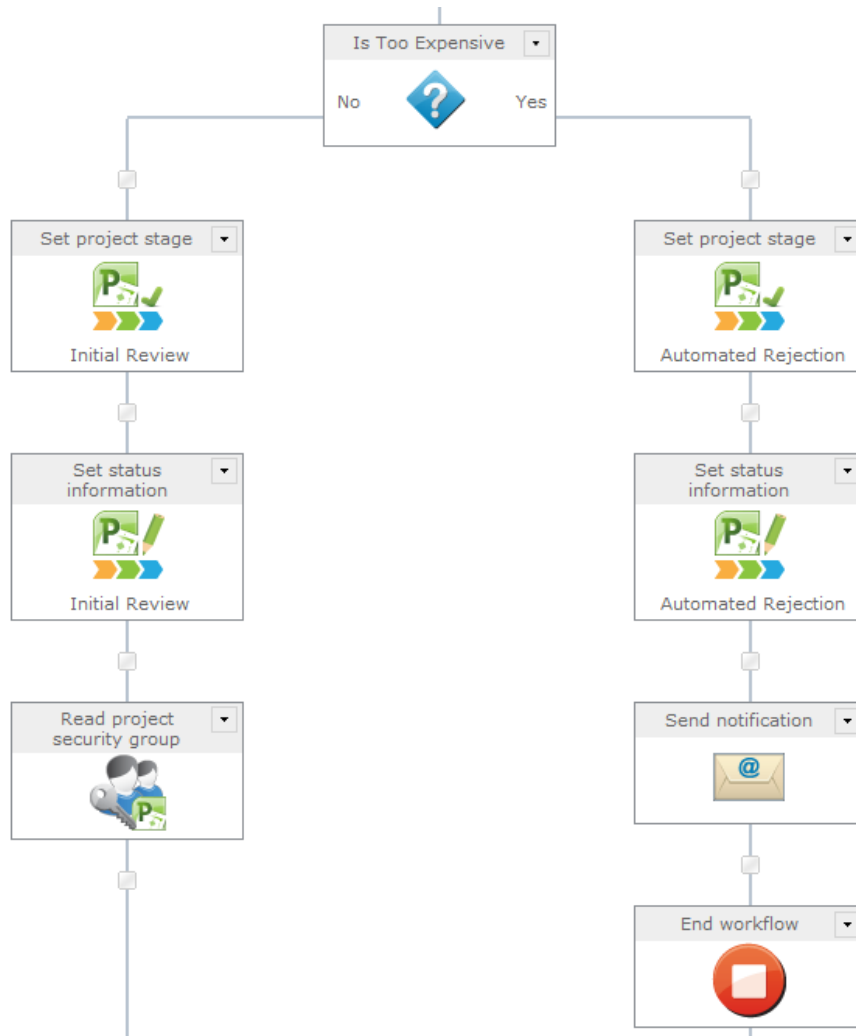 Is Too Expensive
No
Yes
Set project stage
Initial Review
Set project stage
Automated Rejection
Set status
information
Initial Review
Set status
information
Automated Rejection
Read project
security group
Send notification
End workflow